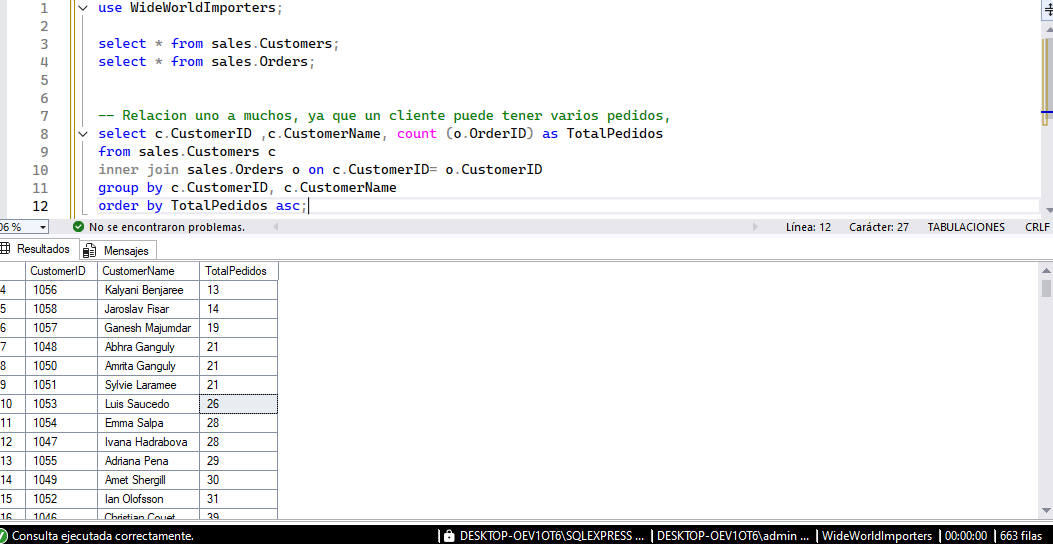 1 use WideWorldImporters;
2
3 select * from sales.Customers;
4 select * from sales.Orders;
5
6
7 -- Relacion uno a muchos, ya que un cliente puede tener varios pedidos,
8 select c.CustomerID ,c.CustomerName, count (o.OrderID) as TotalPedidos
9 from sales.Customers c
10 inner join sales.Orders o on c.CustomerID= o.CustomerID
11 group by c.CustomerID, c.CustomerName
12 order by TotalPedidos asc;
06 % No se encontraron problemas. Línea: 12 Carácter: 27 TABULACIONES CRLF
Resultados Mensajes
CustomerID CustomerName TotalPedidos
4 1056 Kalyani Benjaree 13
5 1058 Jaroslav Fisar 14
6 1057 Ganesh Majumdar 19
7 1048 Abhra Ganguly 21
8 1050 Amrita Ganguly 21
9 1051 Sylvie Laramee 21
10 1053 Luis Saucedo 26
11 1054 Emma Salpa 28
12 1047 Ivana Hadrabova 28
13 1055 Adriana Pena 29
14 1049 Amet Shergill 30
15 1052 Ian Olofsson 31
16 1046 Christian Couet 39
Consulta ejecutada correctamente. DESKTOP-OEV1OT6\SQLEXPRESS ... DESKTOP-OEV1OT6\admin ... WideWorldImporters 00:00:00 663 filas